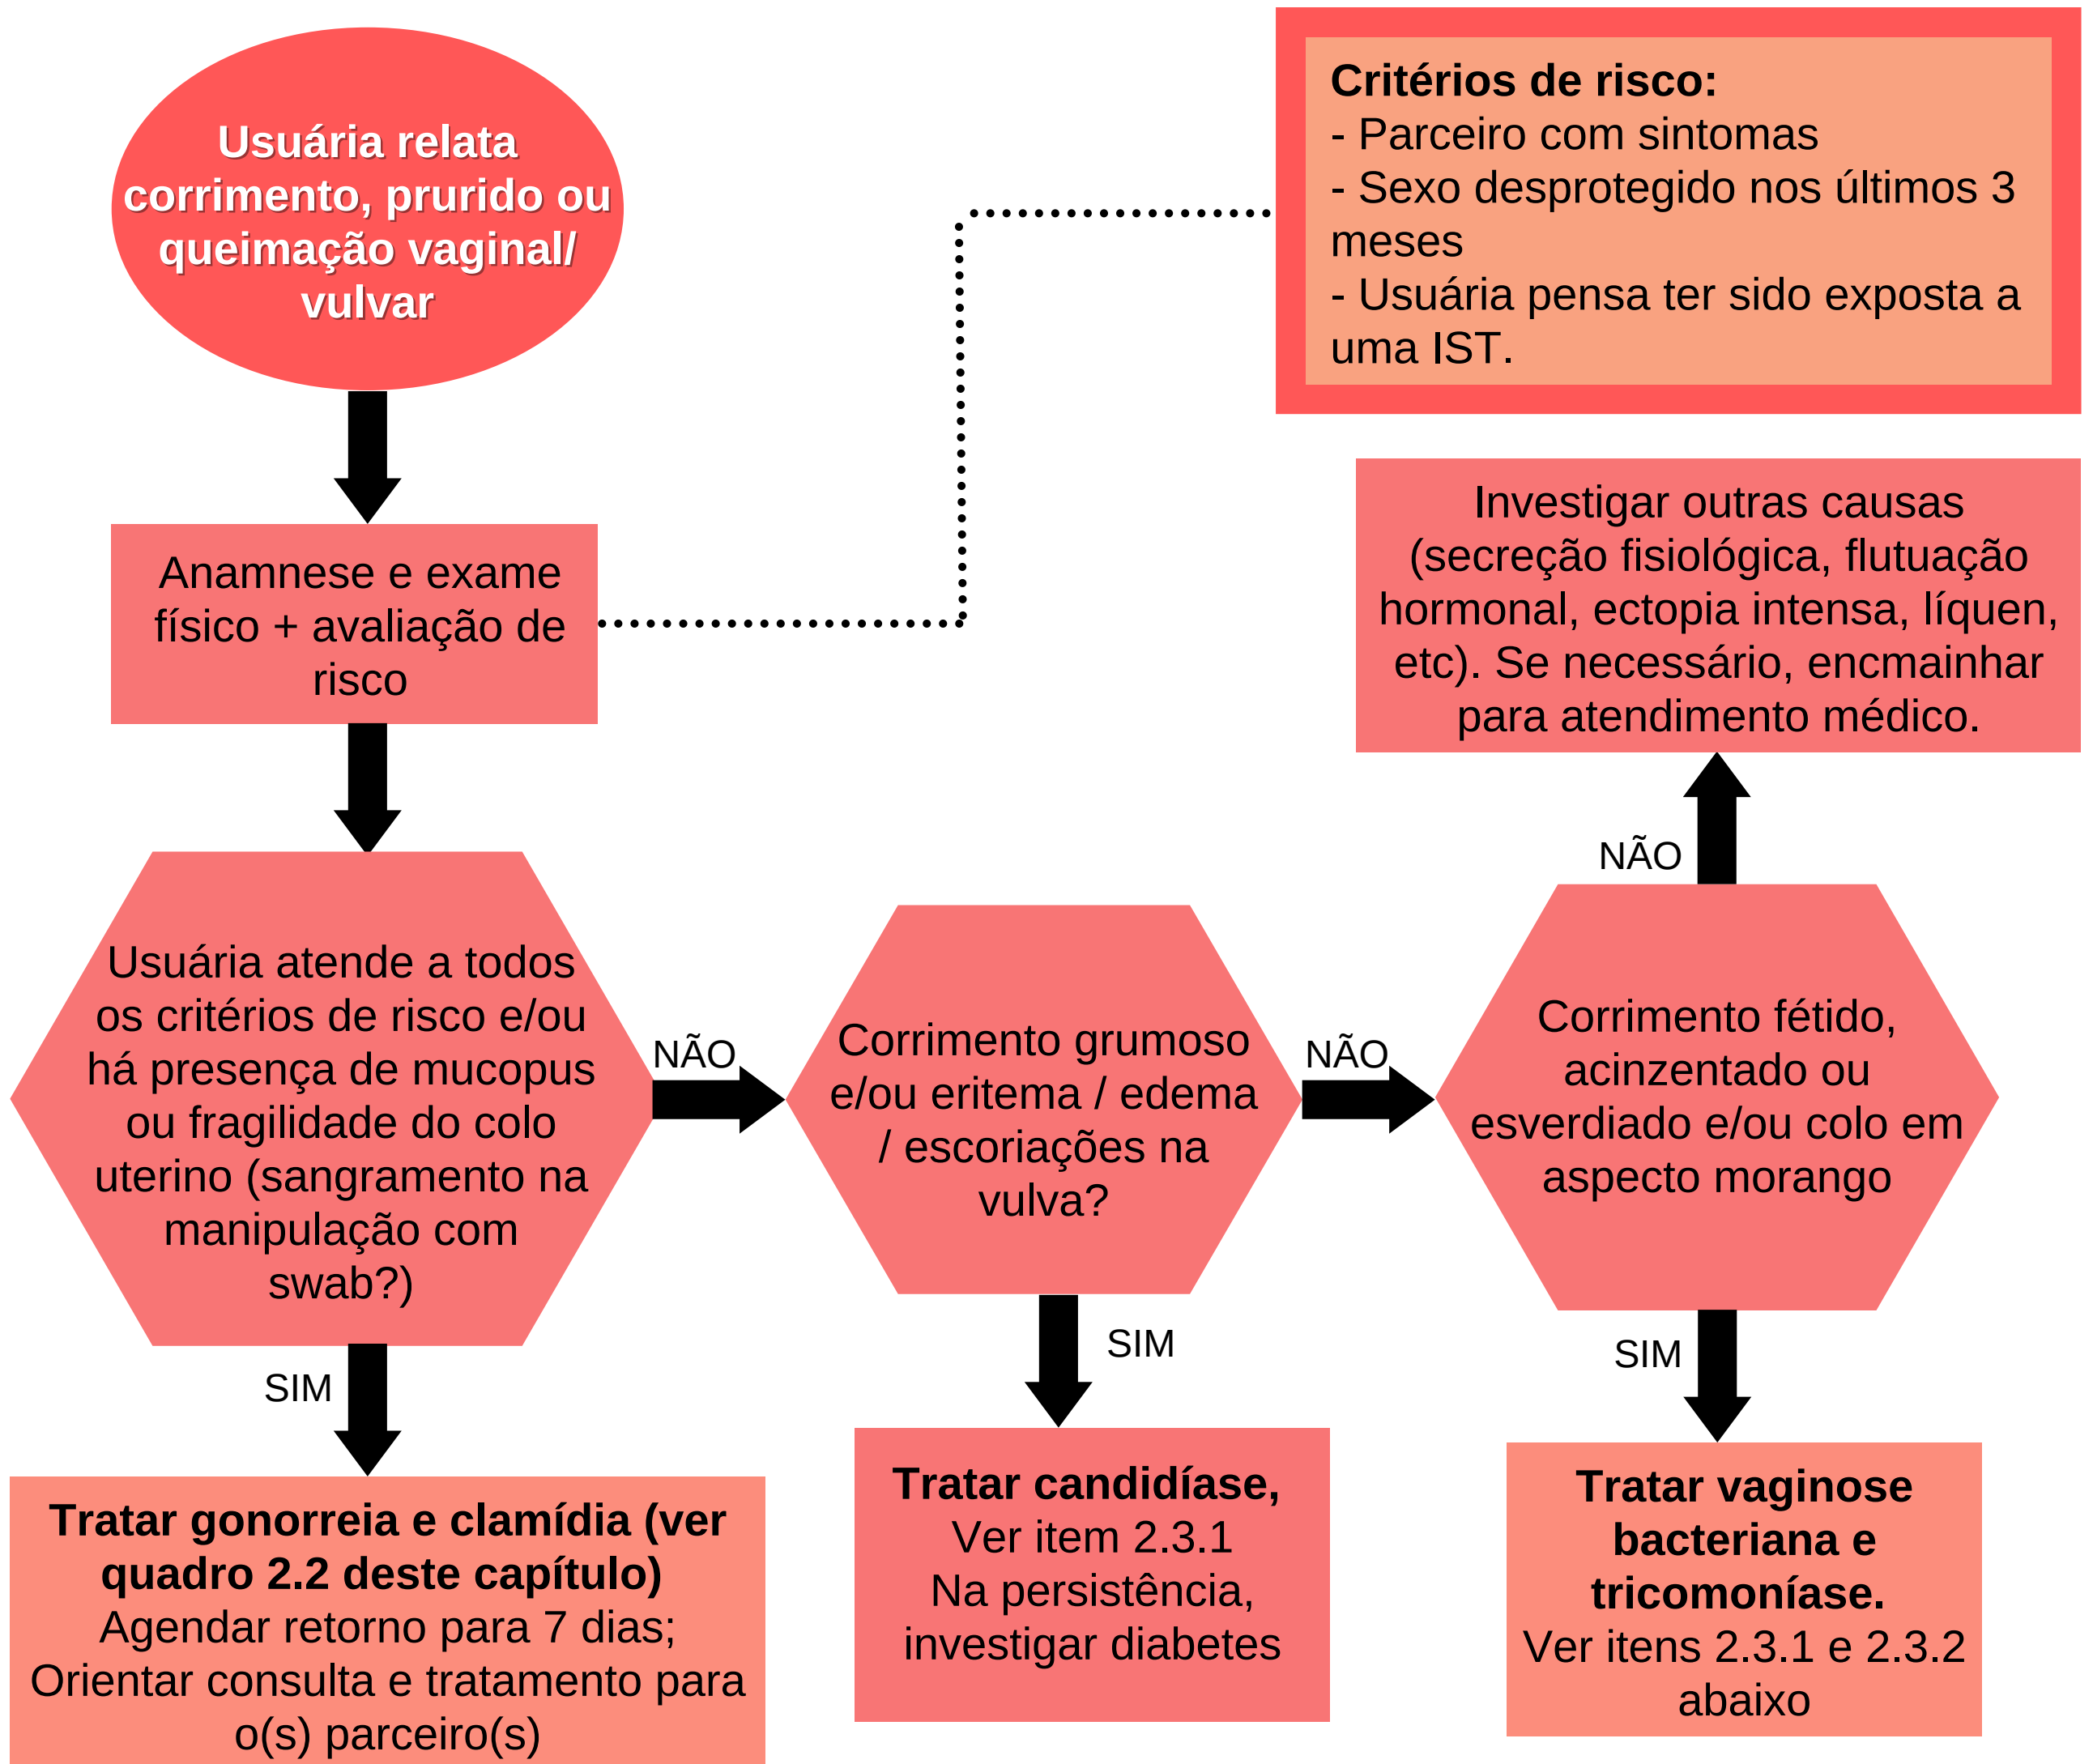 Usuária relata
corrimento, prurido ou
queimação vaginal/
vulvar
Critérios de risco:
- Parceiro com sintomas
- Sexo desprotegido nos últimos 3
meses
- Usuária pensa ter sido exposta a
uma IST.
Anamnese e exame
físico + avaliação de
risco
Investigar outras causas
(secreção fisiológica, flutuação
hormonal, ectopia intensa, líquen,
etc). Se necessário, encmainhar
para atendimento médico.
NÃO
Usuária atende a todos
os critérios de risco e/ou
há presença de mucopus
ou fragilidade do colo
uterino (sangramento na
manipulação com
swab?)
NÃO
Corrimento grumoso
e/ou eritema / edema
/ escoriações na
vulva?
NÃO
Corrimento fétido,
acinzentado ou
esverdiado e/ou colo em
aspecto morango
SIM
Tratar gonorreia e clamídia (ver
quadro 2.2 deste capítulo)
Agendar retorno para 7 dias;
Orientar consulta e tratamento para
o(s) parceiro(s)
SIM
Tratar candidíase,
Ver item 2.3.1
Na persistência,
investigar diabetes
SIM
Tratar vaginose
bacteriana e
tricomoníase.
Ver itens 2.3.1 e 2.3.2
abaixo